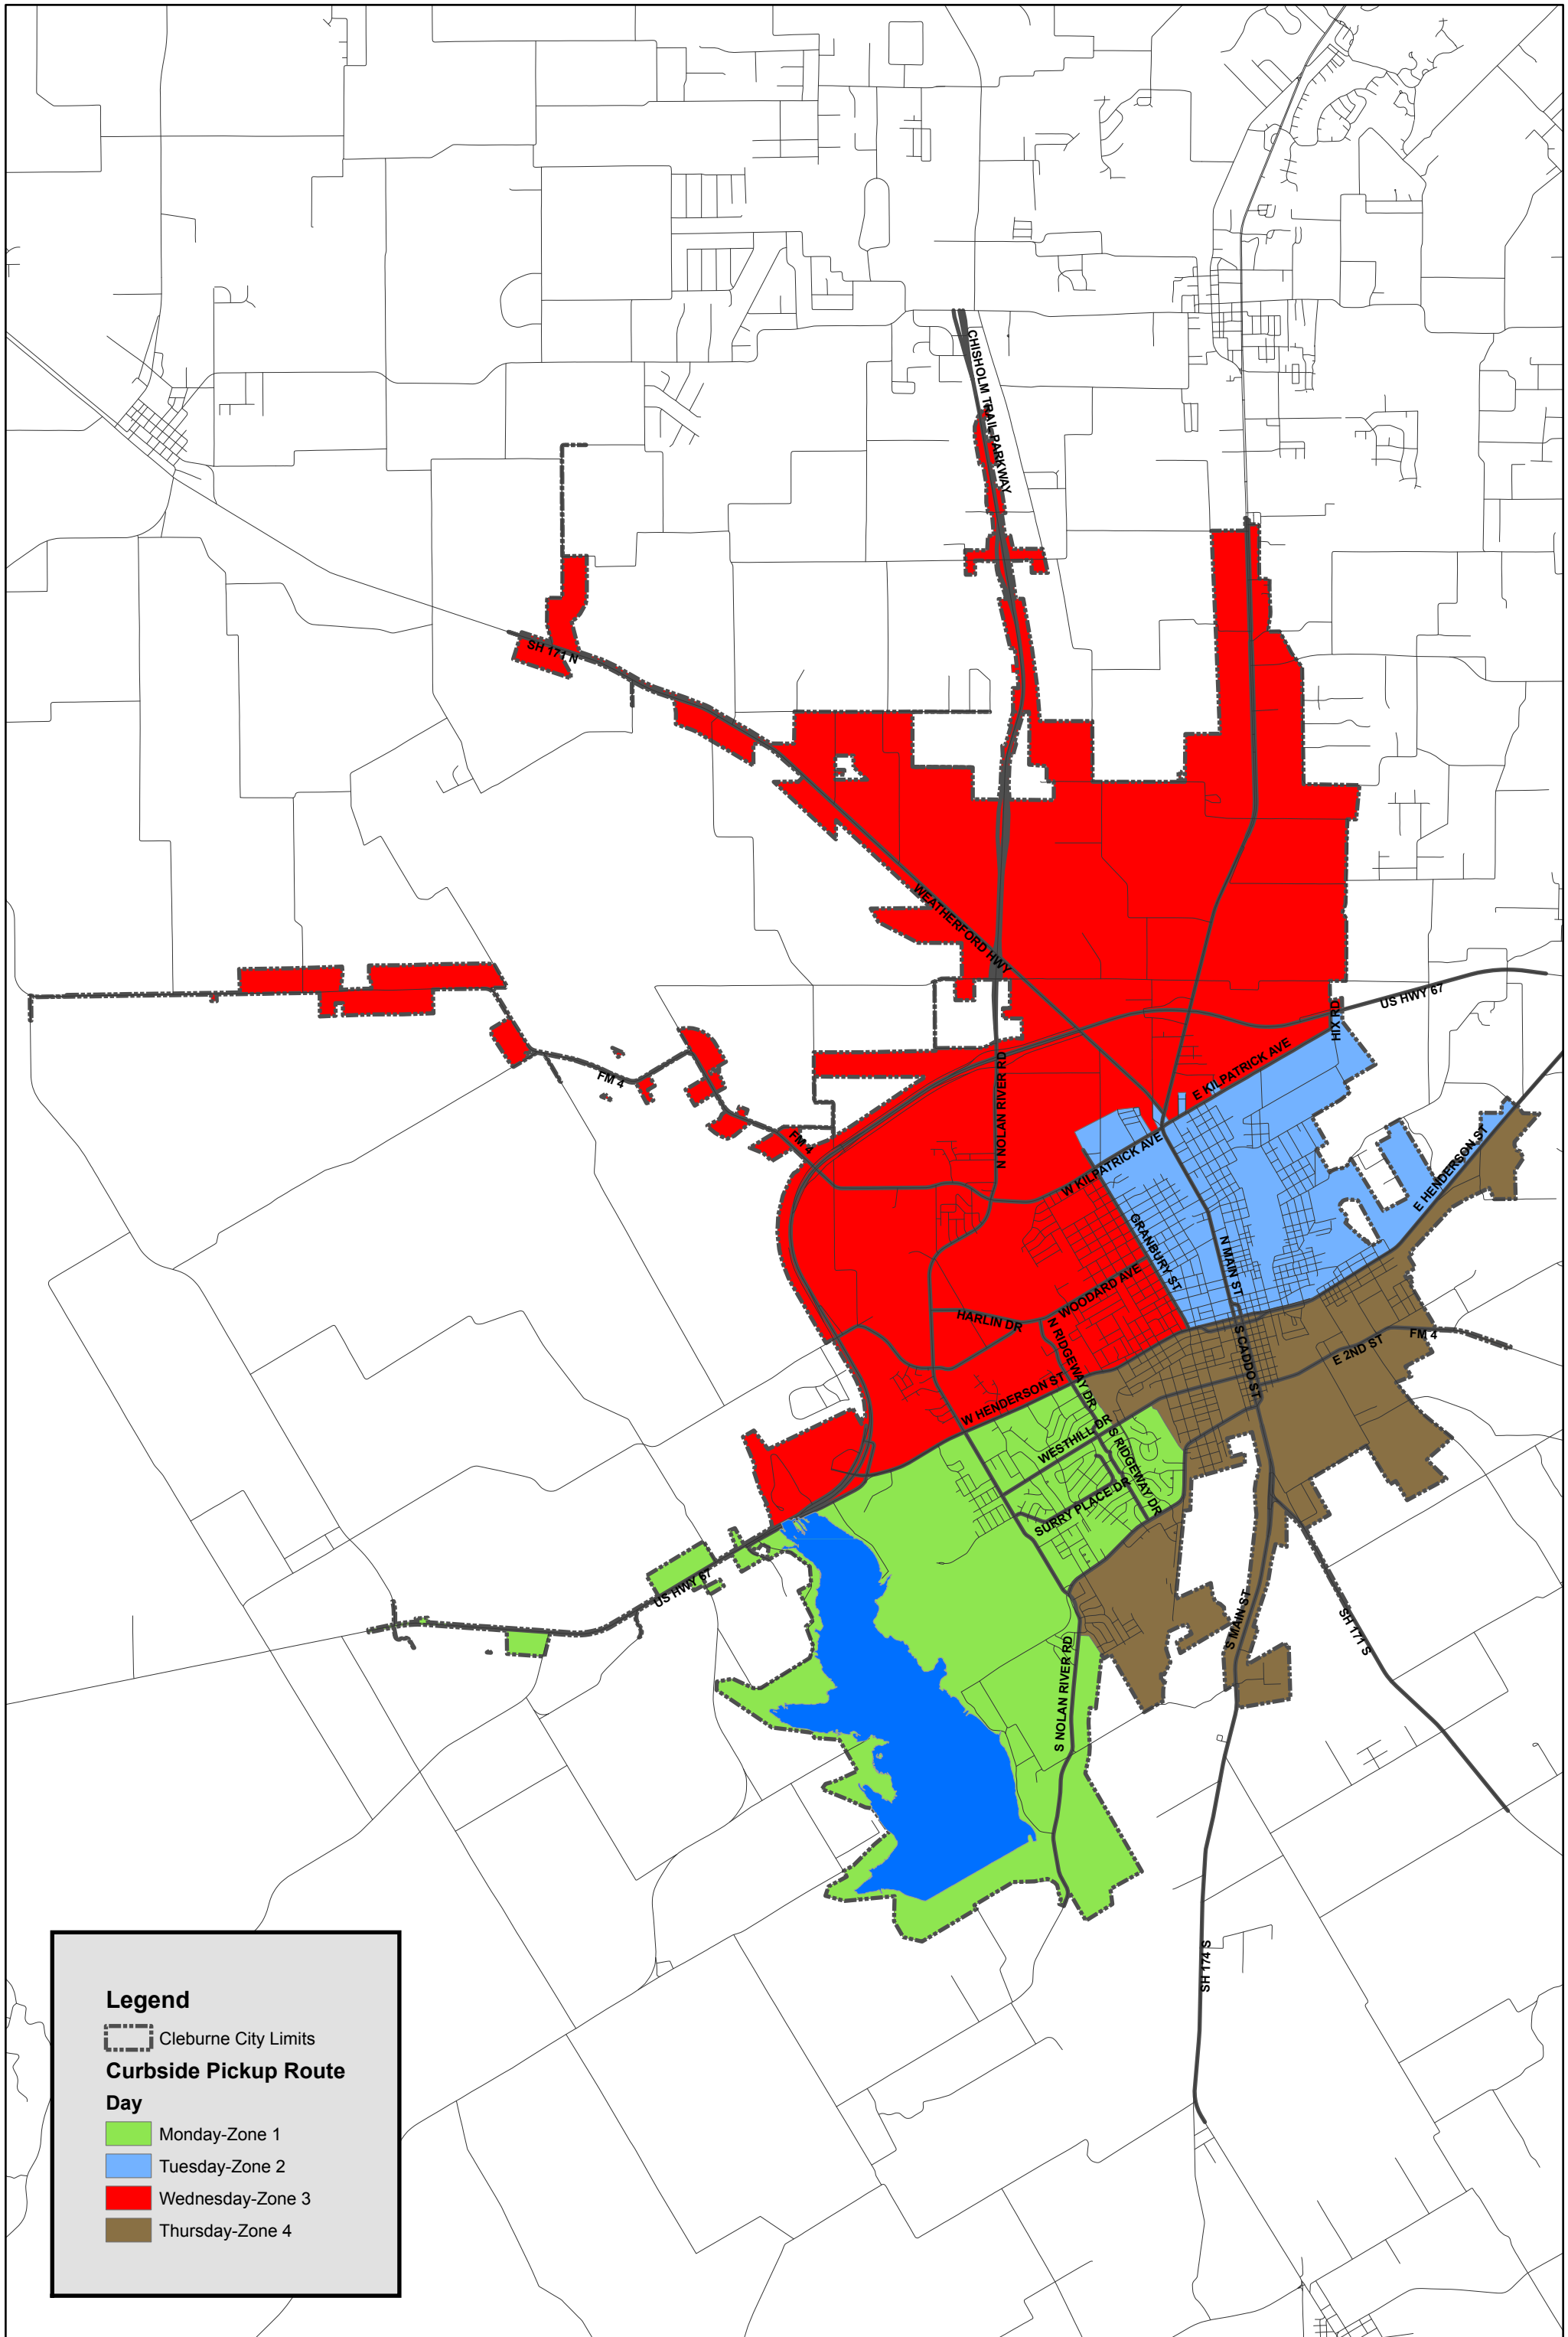 CHISHOLM TRAIL PARKWAY
SH 171 N
WEATHERFORD HWY
US HWY 67
HIX RD
E KILPATRICK AVE
FM 4
N NOLAN RIVER RD
FM 4
W KILPATRICK AVE
E HENDERSON ST
GRANBURY ST
N MAIN ST
WOODARD AVE
HARLIN DR
N RIDGEWAY DR
S CADDO ST
E 2ND ST
FM 4
W HENDERSON ST
WESTHILL DR
S RIDGEWAY DR
SURRY PLACE DR
US HWY 67
S MAIN ST
SH 171 S
S NOLAN RIVER RD
SH 174 S
Legend
Cleburne City Limits
Curbside Pickup Route
Day
Monday-Zone 1
Tuesday-Zone 2
Wednesday-Zone 3
Thursday-Zone 4